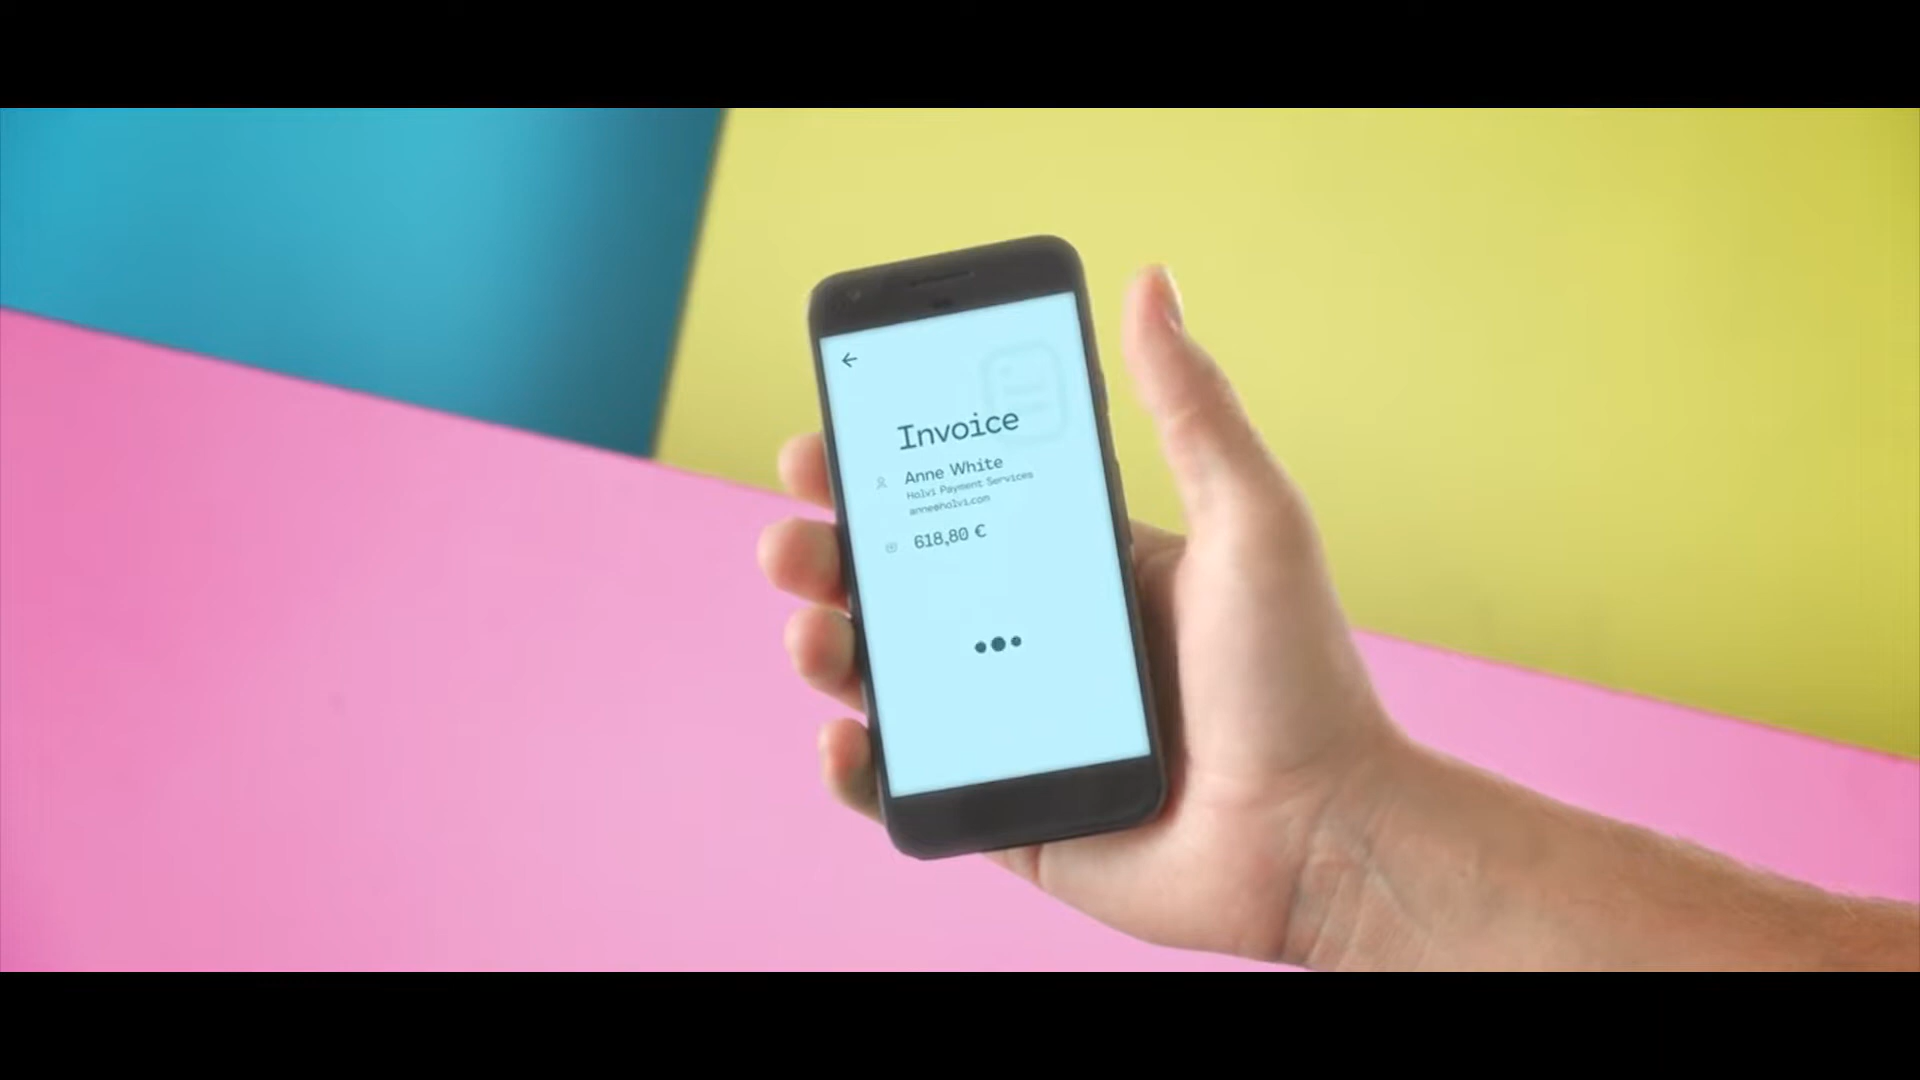 Invoice
Anne White
Holvi Payment Services
anne@holvi.com
618,80 €